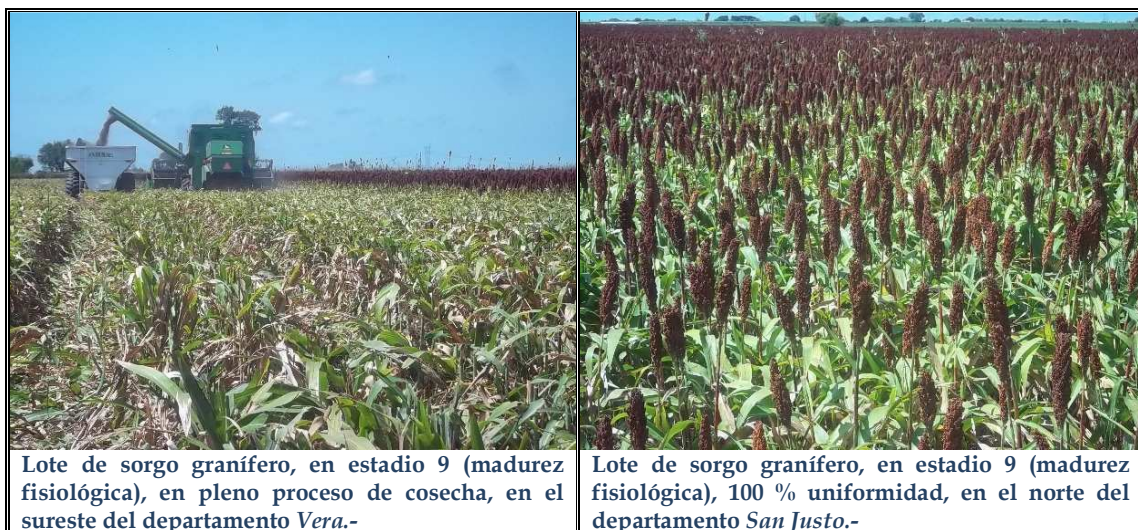 Lote de sorgo granífero, en estadio 9 (madurez
fisiológica), en pleno proceso de cosecha, en el
sureste del departamento Vera.-
Lote de sorgo granífero, en estadio 9 (madurez
fisiológica), 100 % uniformidad, en el norte del
departamento San Justo.-